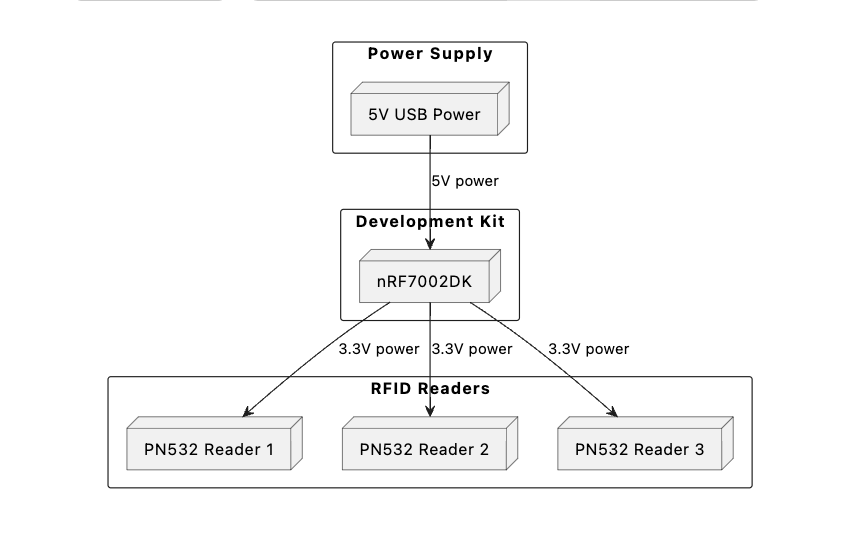 Power Supply
5V USB Power
5V power
Development Kit
nRF7002DK
3.3V power 3.3V power 3.3V power
RFID Readers
PN532 Reader 1 PN532 Reader 2 PN532 Reader 3